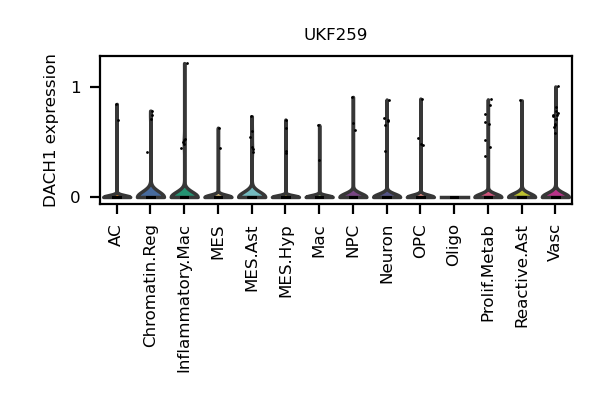 UKF259
DACH1 expression
1
0
AC
Chromatin.Reg
Inflammatory.Mac
MES
MES.Ast
MES.Hyp
Mac
NPC
Neuron
OPC
Oligo
Prolif.Metab
Reactive.Ast
Vasc